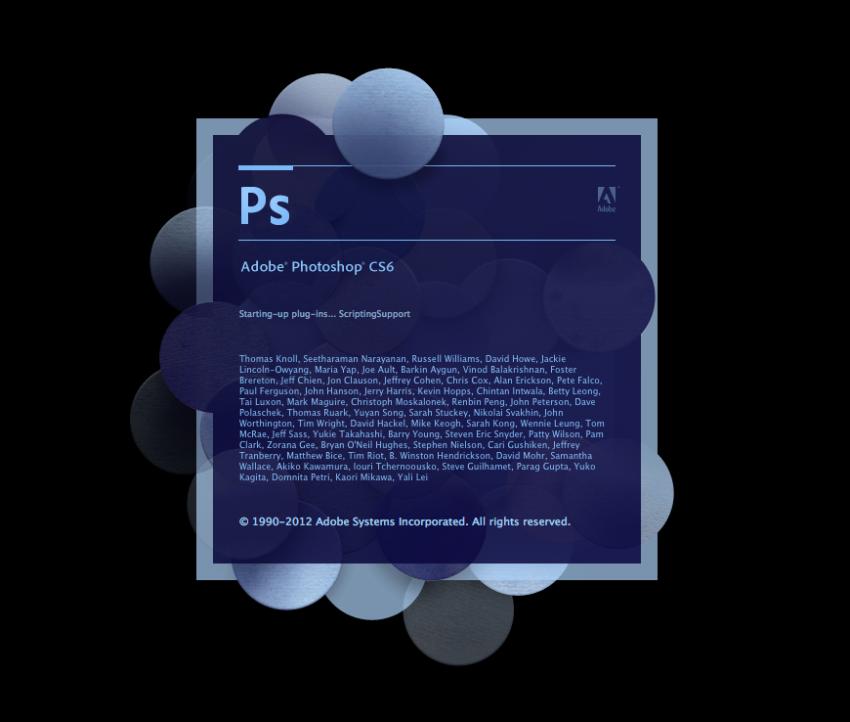 Ps
Adobe
Adobe® Photoshop® CS6
Starting-up plug-ins... ScriptingSupport
Thomas Knoll, Seetharaman Narayanan, Russell Williams, David Howe, Jackie
Lincoln-Owyang, Maria Yap, Joe Ault, Barkin Aygun, Vinod Balakrishnan, Foster
Brereton, Jeff Chien, Jon Clauson, Jeffrey Cohen, Chris Cox, Alan Erickson, Pete Falco,
Paul Ferguson, John Hanson, Jerry Harris, Kevin Hopps, Chintan Intwala, Betty Leong,
Tai Luxon, Mark Maguire, Christoph Moskalonek, Renbin Peng, John Peterson, Dave
Polaschek, Thomas Ruark, Yuyan Song, Sarah Stuckey, Nikolai Svakhin, John
Worthington, Tim Wright, David Hackel, Mike Keogh, Sarah Kong, Wennie Leung, Tom
McRae, Jeff Sass, Yukie Takahashi, Barry Young, Steven Eric Snyder, Patty Wilson, Pam
Clark, Zorana Gee, Bryan O'Neil Hughes, Stephen Nielson, Cari Gushiken, Jeffrey
Tranberry, Matthew Bice, Tim Riot, B. Winston Hendrickson, David Mohr, Samantha
Wallace, Akiko Kawamura, Iouri Tchernoousko, Steve Guilhamet, Parag Gupta, Yuko
Kagita, Domnita Petri, Kaori Mikawa, Yali Lei
© 1990-2012 Adobe Systems Incorporated. All rights reserved.